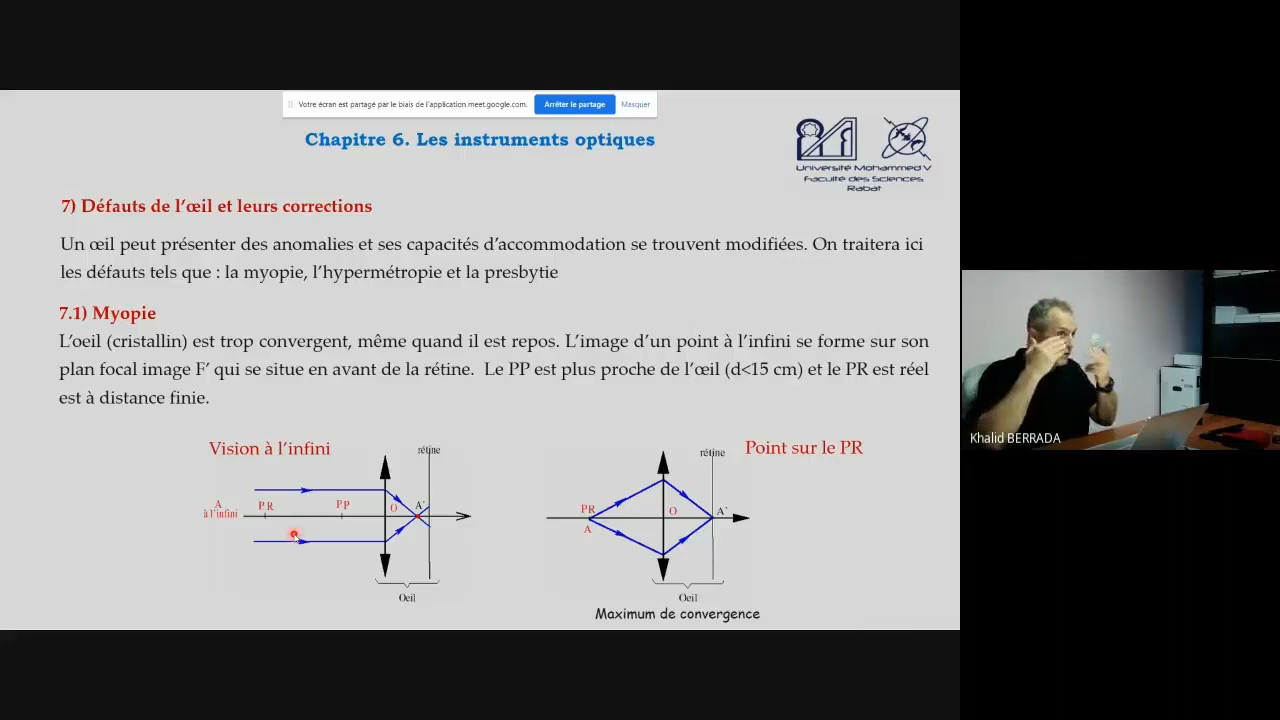 Votre écran est partagé par le biais de l'application meet.google.com.
Arrêter le partage
Masquer
Chapitre 6. Les instruments optiques
Université Mohammed V
Faculté des Sciences
Rabat
7) Défauts de l'œil et leurs corrections
Un œil peut présenter des anomalies et ses capacités d'accommodation se trouvent modifiées. On traitera ici
les défauts tels que : la myopie, l'hypermétropie et la presbytie
7.1) Myopie
L'oeil (cristallin) est trop convergent, même quand il est repos. L'image d'un point à l'infini se forme sur son
plan focal image F' qui se situe en avant de la rétine. Le PP est plus proche de l'œil (d<15 cm) et le PR est réel
est à distance finie.
Vision à l'infini
rétine
A
à l'infini
PR
PP
O
A'
Oeil
rétine
Point sur le PR
PR
A
O
A'
Oeil
Maximum de convergence
Khalid BERRADA